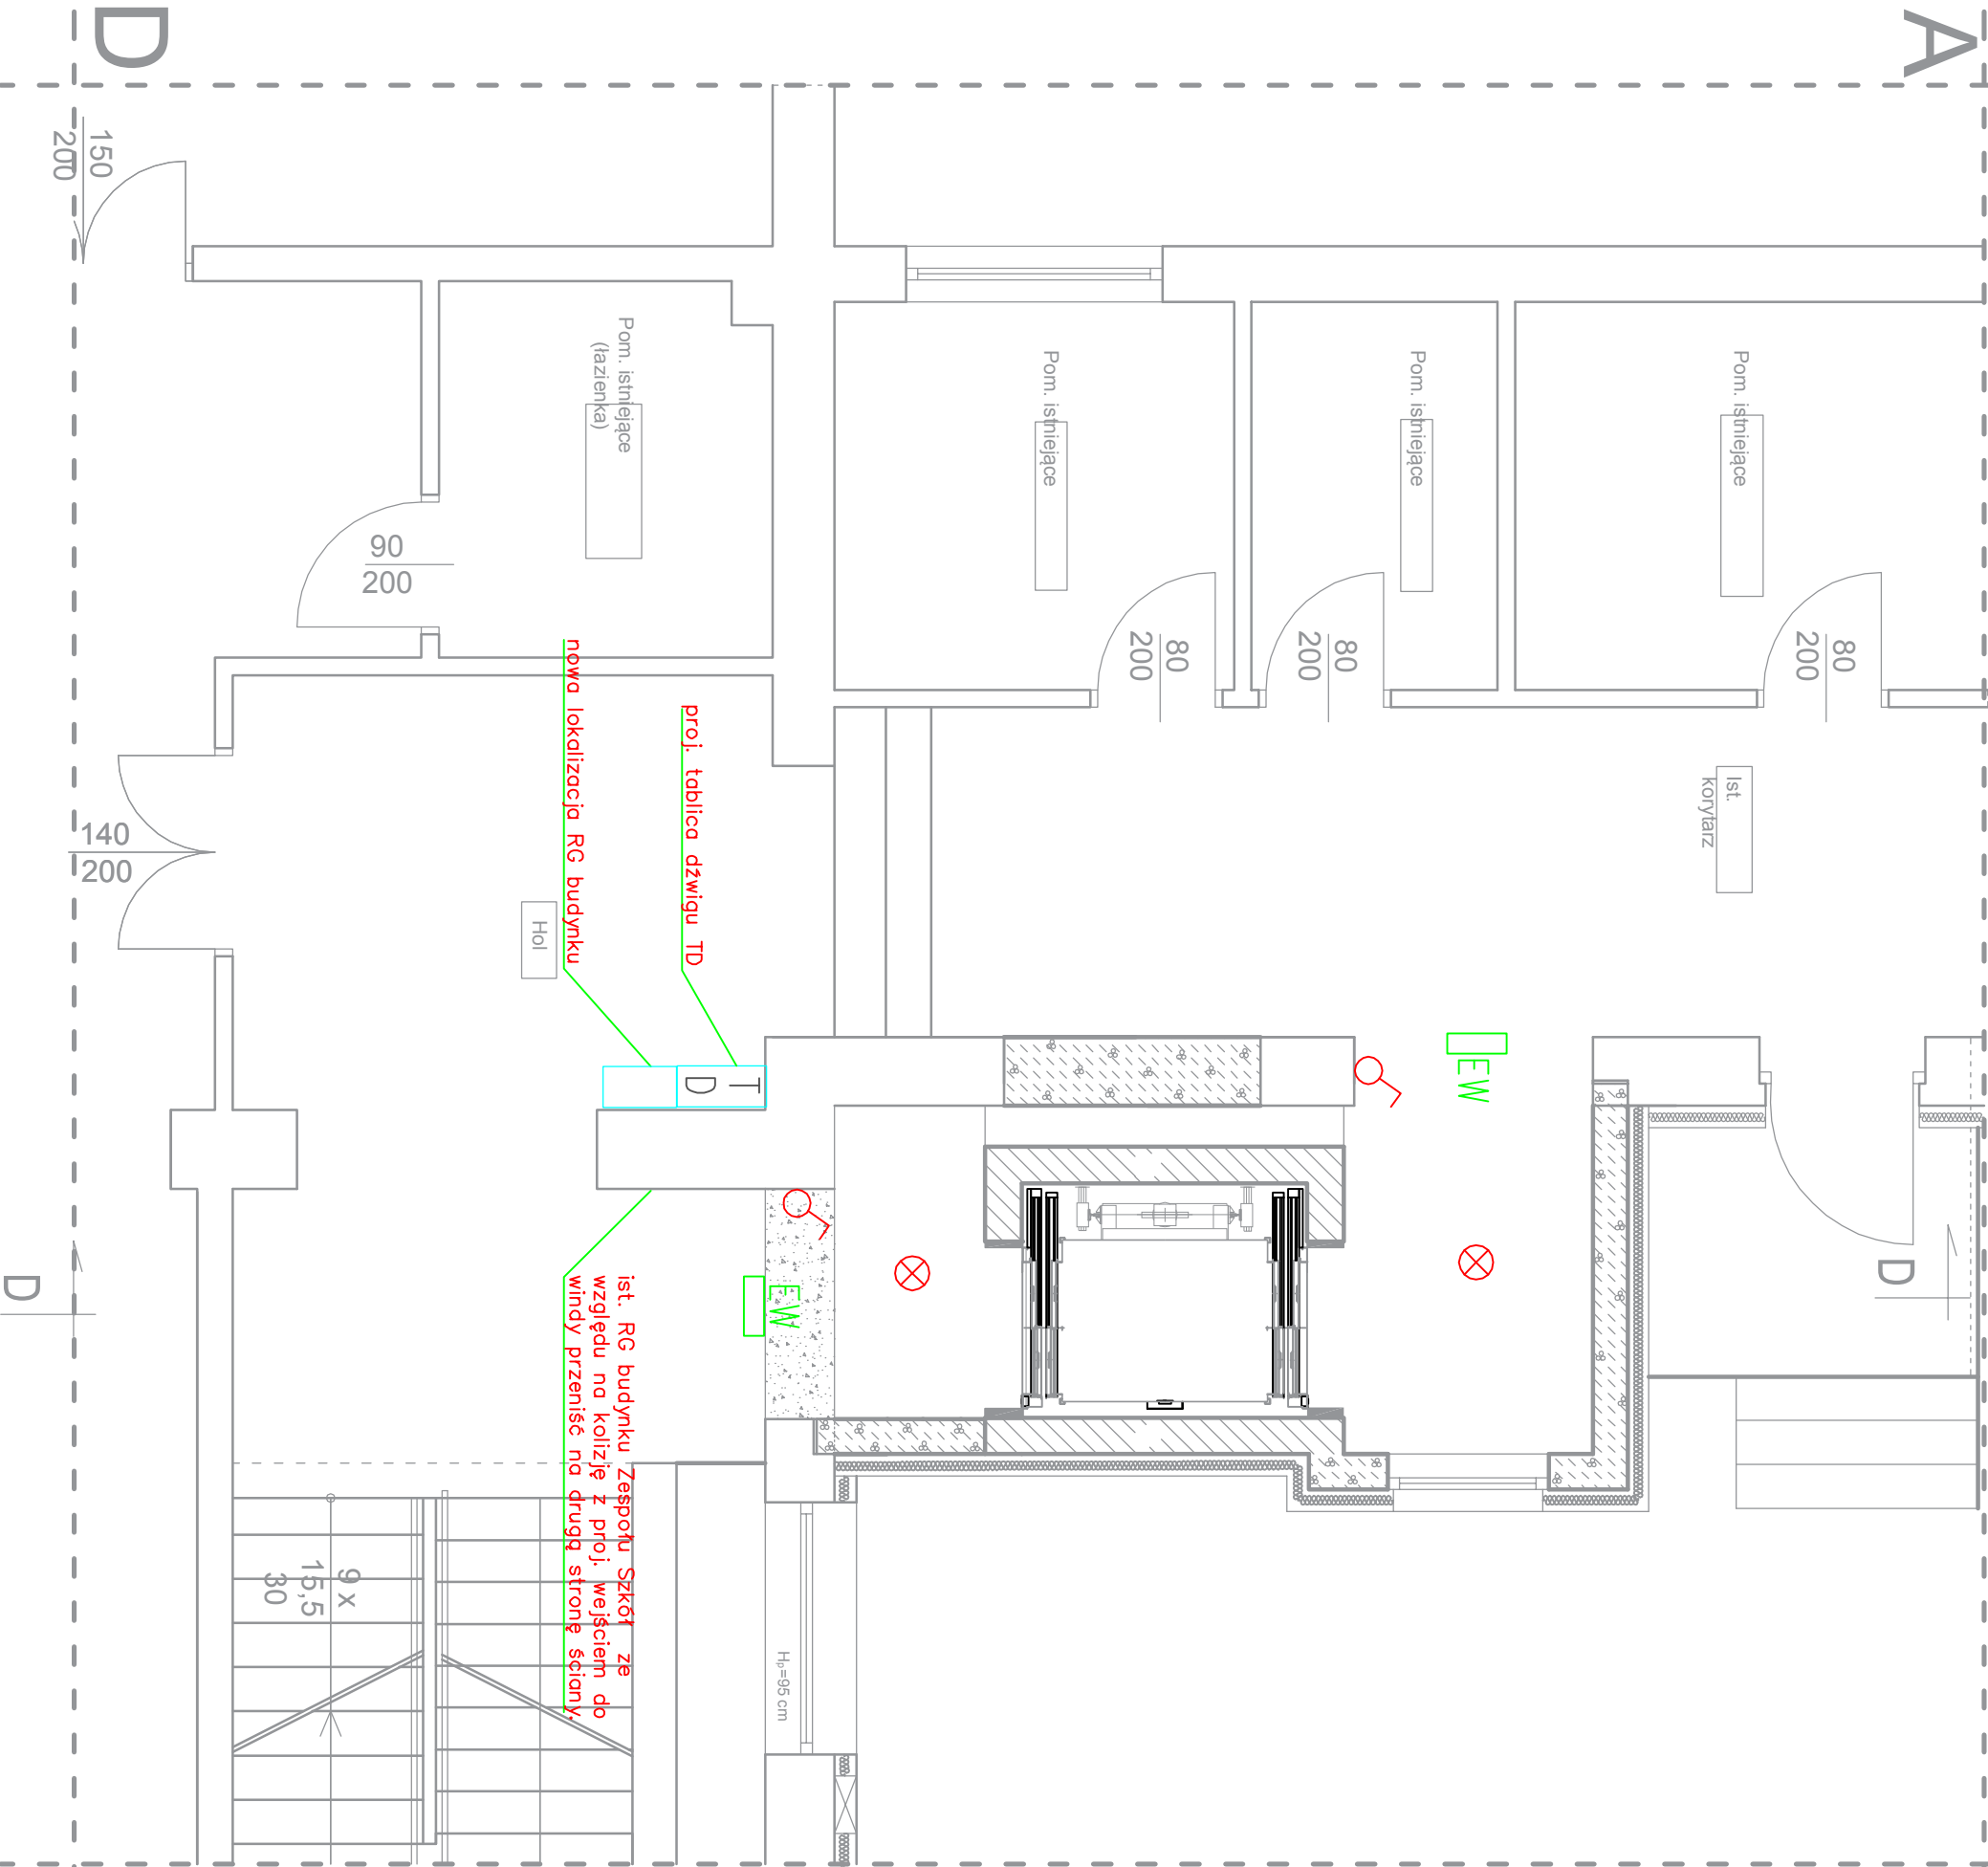 D
A
150
200
Pom. istniejące
(łazienka)
Pom. istniejące
Pom. istniejące
Pom. istniejące
90
200
80
200
80
200
80
200
nowa lokalizacja RG budynku
proj. tablica dźwigu TD
Ist.
korytarz
140
200
Hol
T
D
EW
EW
D
D
ist. RG budynku Zespołu Szkół ze
względu na kolizję z proj. wejściem do
windy przeniść na drugą stronę ściany.
9 x
15,5
30
Hp=95 cm